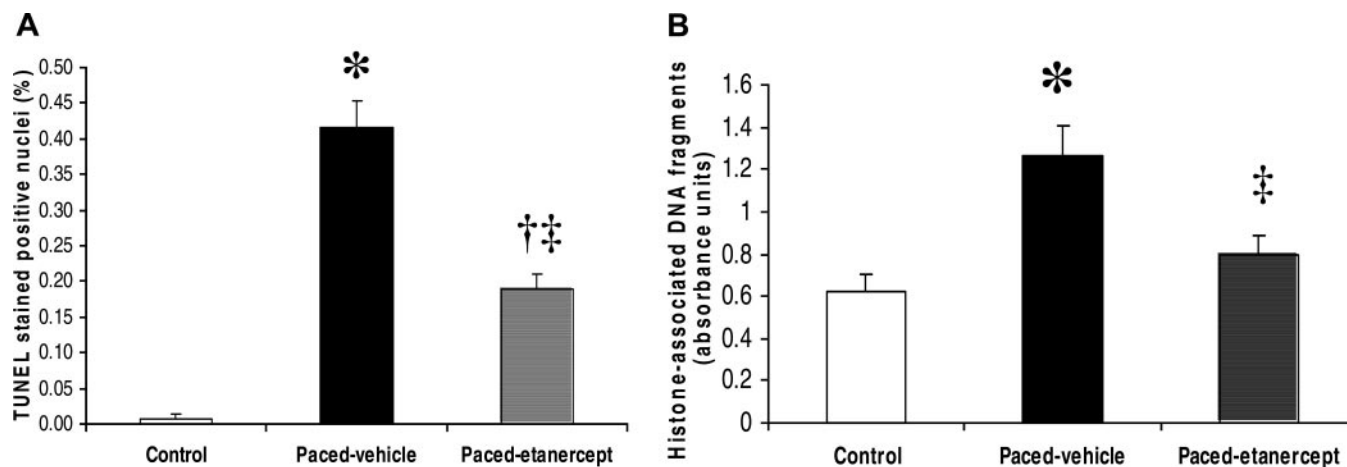 A
TUNEL stained positive nuclei (%)
0.50
0.45
0.40
0.35
0.30
0.25
0.20
0.15
0.10
0.05
0.00
*
†‡
Control
Paced-vehicle
Paced-etanercept
B
Histone-associated DNA fragments
(absorbance units)
1.6
1.4
1.2
1
0.8
0.6
0.4
0.2
0
*
‡
Control
Paced-vehicle
Paced-etanercept